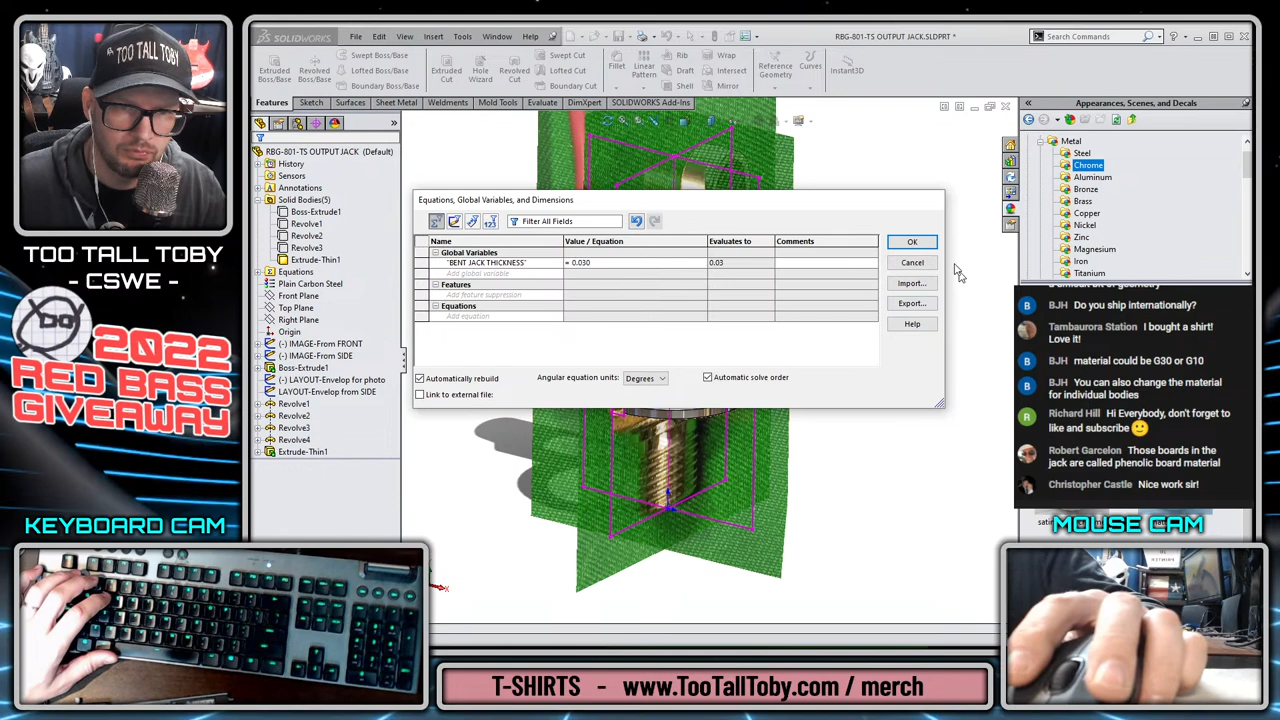 TOO TALL
TOBY
TOO TALL TOBY
- CSWE -
2022
RED BASS
GIVEAWAY
KEYBOARD CAM
SOLIDWORKS
File
Edit
View
Insert
Tools
Window
Help
RBG-801-TS OUTPUT JACK.SLDPRT *
Search Commands
Extruded
Boss/Base
Revolved
Boss/Base
Swept Boss/Base
Lofted Boss/Base
Boundary Boss/Base
Extruded
Cut
Hole
Wizard
Revolved
Cut
Swept Cut
Lofted Cut
Boundary Cut
Fillet
Linear
Pattern
Rib
Draft
Shell
Wrap
Intersect
Mirror
Reference
Geometry
Curves
Instant3D
Features
Sketch
Surfaces
Sheet Metal
Weldments
Mold Tools
Evaluate
DimXpert
SOLIDWORKS Add-Ins
RBG-801-TS OUTPUT JACK (Default)
History
Sensors
Annotations
Solid Bodies(5)
Boss-Extrude1
Revolve1
Revolve2
Revolve3
Extrude-Thin1
Equations
Plain Carbon Steel
Front Plane
Top Plane
Right Plane
Origin
(-) IMAGE-From FRONT
(-) IMAGE-From SIDE
Boss-Extrude1
(-) LAYOUT-Envelop for photo
LAYOUT-Envelop from SIDE
Revolve1
Revolve2
Revolve3
Revolve4
Extrude-Thin1
Equations, Global Variables, and Dimensions
Filter All Fields
Name
Value / Equation
Evaluates to
Comments
Global Variables
"BENT JACK THICKNESS"
= 0.030
0.03
Add global variable
Features
Add feature suppression
Equations
Add equation
OK
Cancel
Import...
Export...
Help
Automatically rebuild
Angular equation units:
Degrees
Automatic solve order
Link to external file:
X
Appearances, Scenes, and Decals
Metal
Steel
Chrome
Aluminum
Bronze
Brass
Copper
Nickel
Zinc
Magnesium
Iron
Titanium
BJH Do you ship internationally?
Tambaurora Station I bought a shirt!
Love it!
BJH material could be G30 or G10
BJH You can also change the material
for individual bodies
Richard Hill Hi Everybody, don't forget to
like and subscribe
Robert Garcelon Those boards in the
jack are called phenolic board material
Christopher Castle Nice work sir!
MOUSE CAM
T-SHIRTS - www.TooTallToby.com / merch